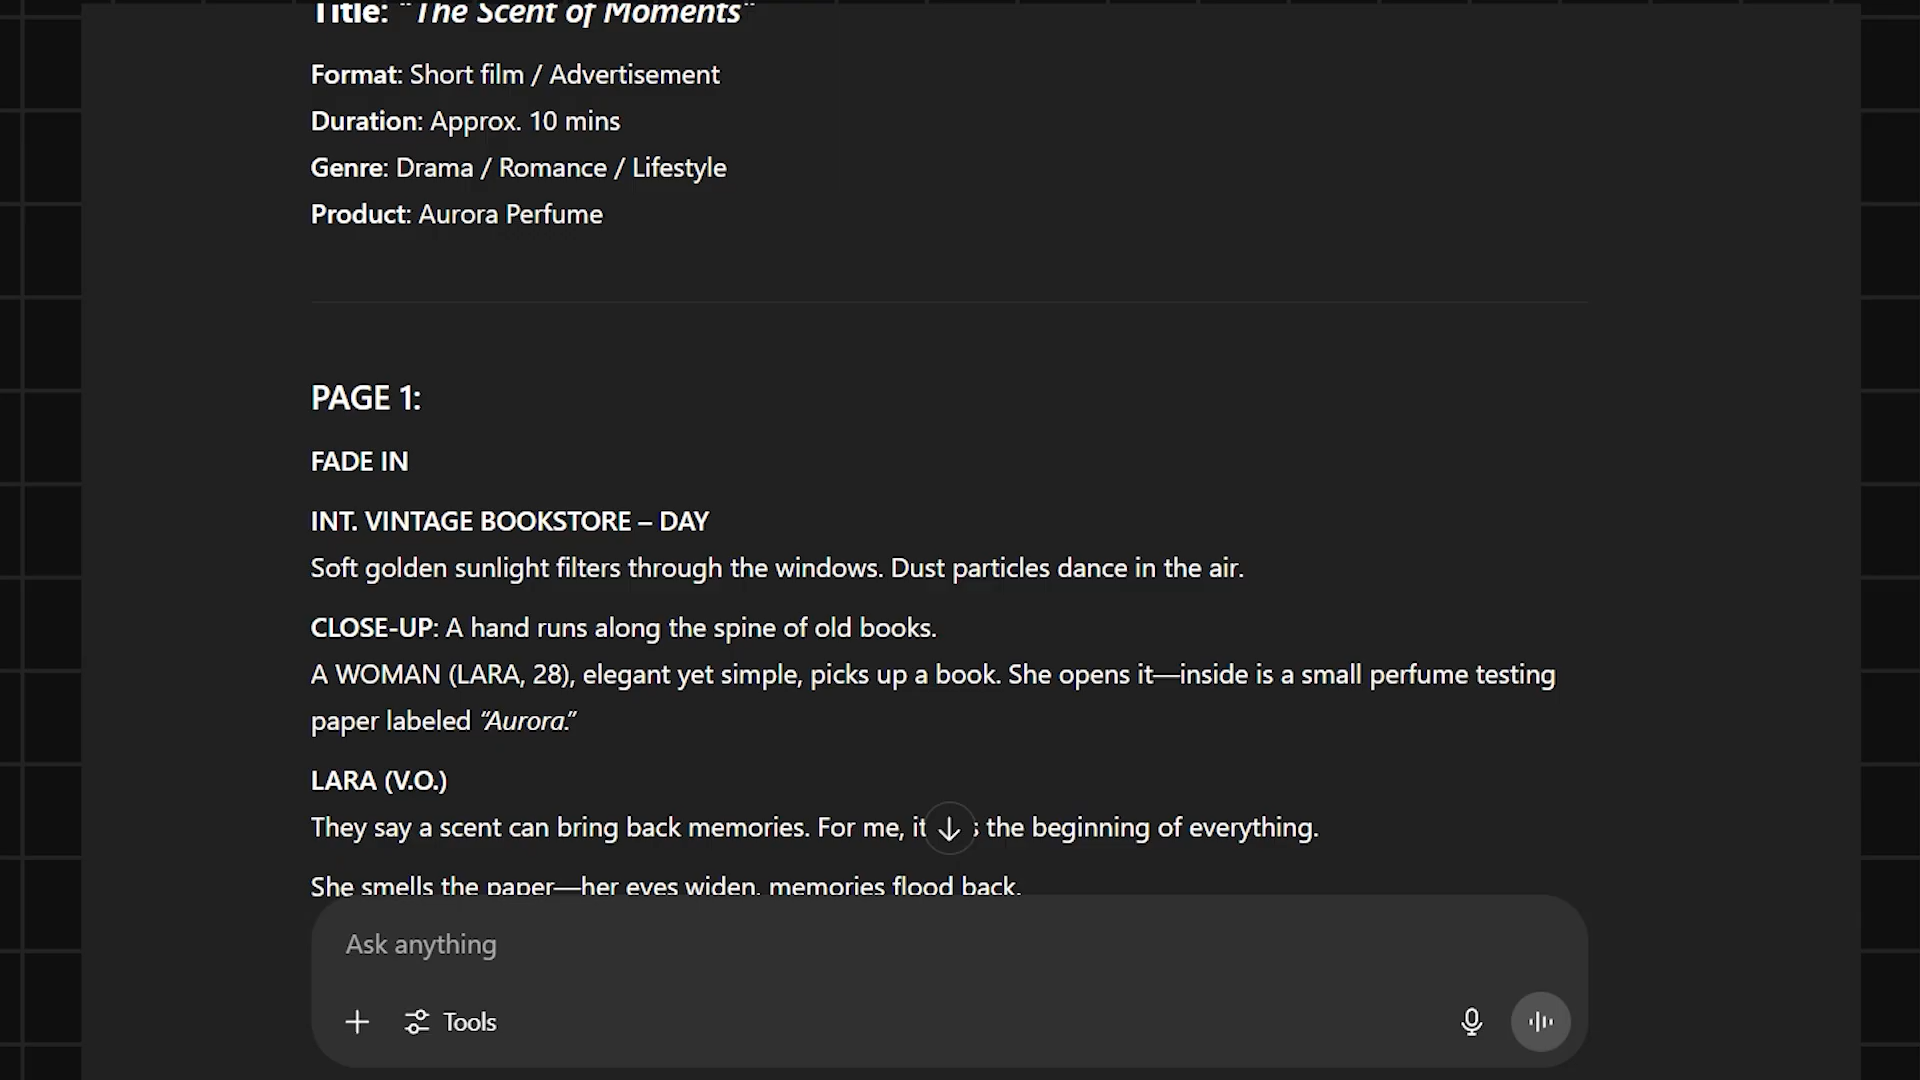 Title: "The Scent of Moments"
Format: Short film / Advertisement
Duration: Approx. 10 mins
Genre: Drama / Romance / Lifestyle
Product: Aurora Perfume
PAGE 1:
FADE IN
INT. VINTAGE BOOKSTORE – DAY
Soft golden sunlight filters through the windows. Dust particles dance in the air.
CLOSE-UP: A hand runs along the spine of old books.
A WOMAN (LARA, 28), elegant yet simple, picks up a book. She opens it—inside is a small perfume testing
paper labeled “Aurora.”
LARA (V.O.)
They say a scent can bring back memories. For me, it the beginning of everything.
She smells the paper—her eyes widen, memories flood back.
Ask anything
Tools